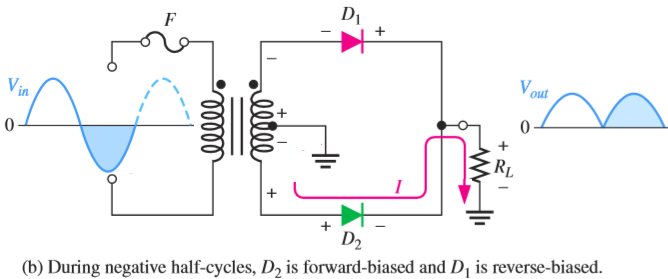 F
D₁
− +
−
V_in
V_out
0
+
−
0
+
R_L
−
+
I
+ −
D₂
(b) During negative half-cycles, D₂ is forward-biased and D₁ is reverse-biased.